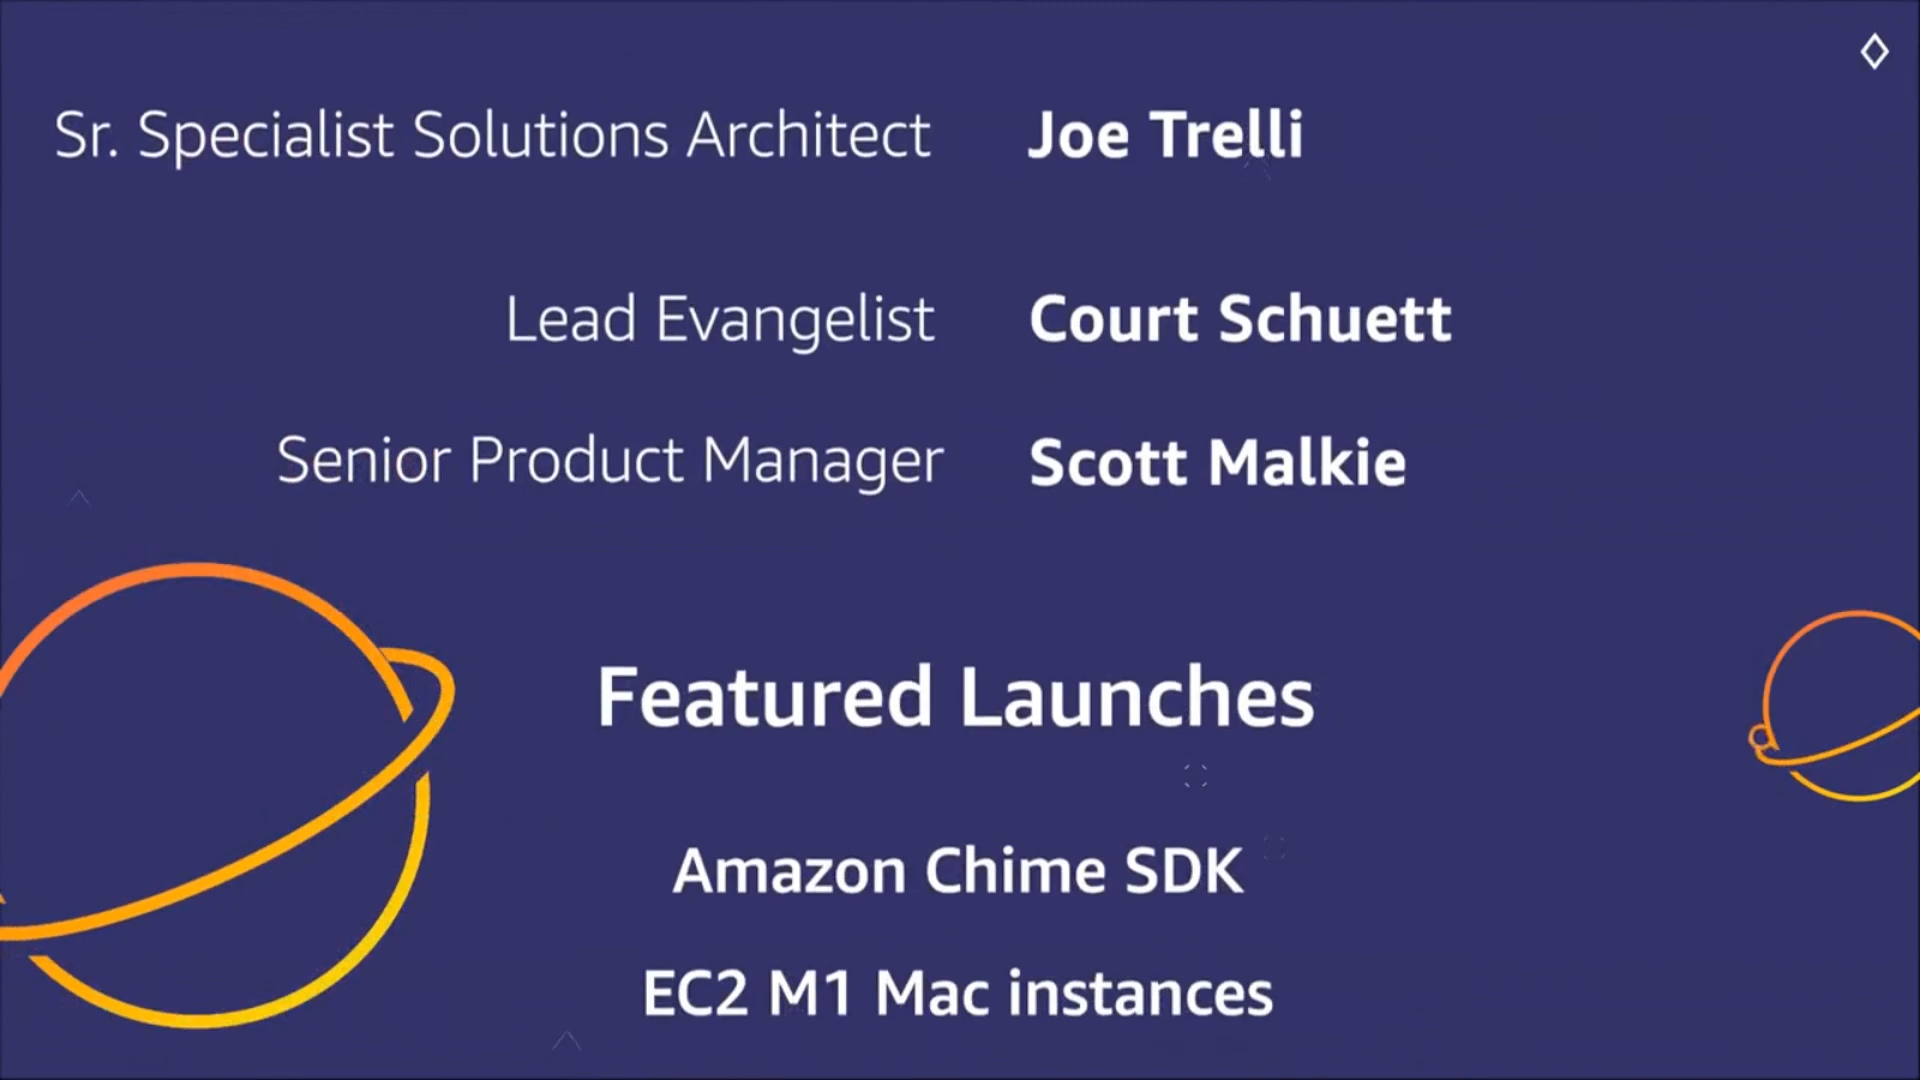 Sr. Specialist Solutions Architect Joe Trelli
Lead Evangelist Court Schuett
Senior Product Manager Scott Malkie
Featured Launches
Amazon Chime SDK
EC2 M1 Mac instances